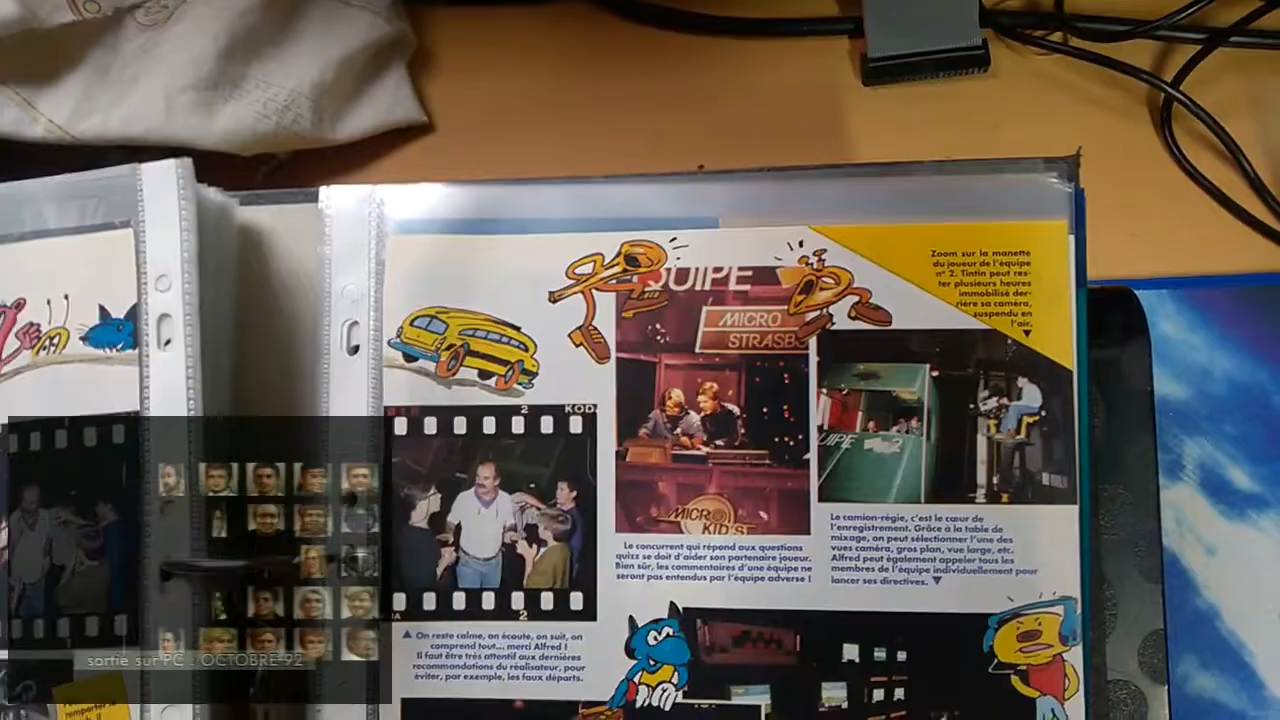 QUIPE
MICRO
STRASB
MICRO
KID'S
Zoom sur la manette
du joueur de l'équipe
n° 2. Tintin peut res-
ter plusieurs heures
immobilisé der-
rière sa caméra,
suspendu en
l'air.
2 KOD
UIPE 2
Le concurrent qui répond aux questions
quizz se doit d'aider son partenaire joueur.
Bien sûr, les commentaires d'une équipe ne
seront pas entendus par l'équipe adverse !
Le camion-régie, c'est le cœur de
l'enregistrement. Grâce à la table de
mixage, on peut sélectionner l'une des
vues caméra, gros plan, vue large, etc.
Alfred peut également appeler tous les
membres de l'équipe individuellement pour
lancer ses directives.
2
On reste calme, on écoute, on suit, on
comprend tout... merci Alfred !
Il faut être très attentif aux dernières
recommandations du réalisateur, pour
éviter, par exemple, les faux départs.
sortie sur PC : OCTOBRE 92
remporter